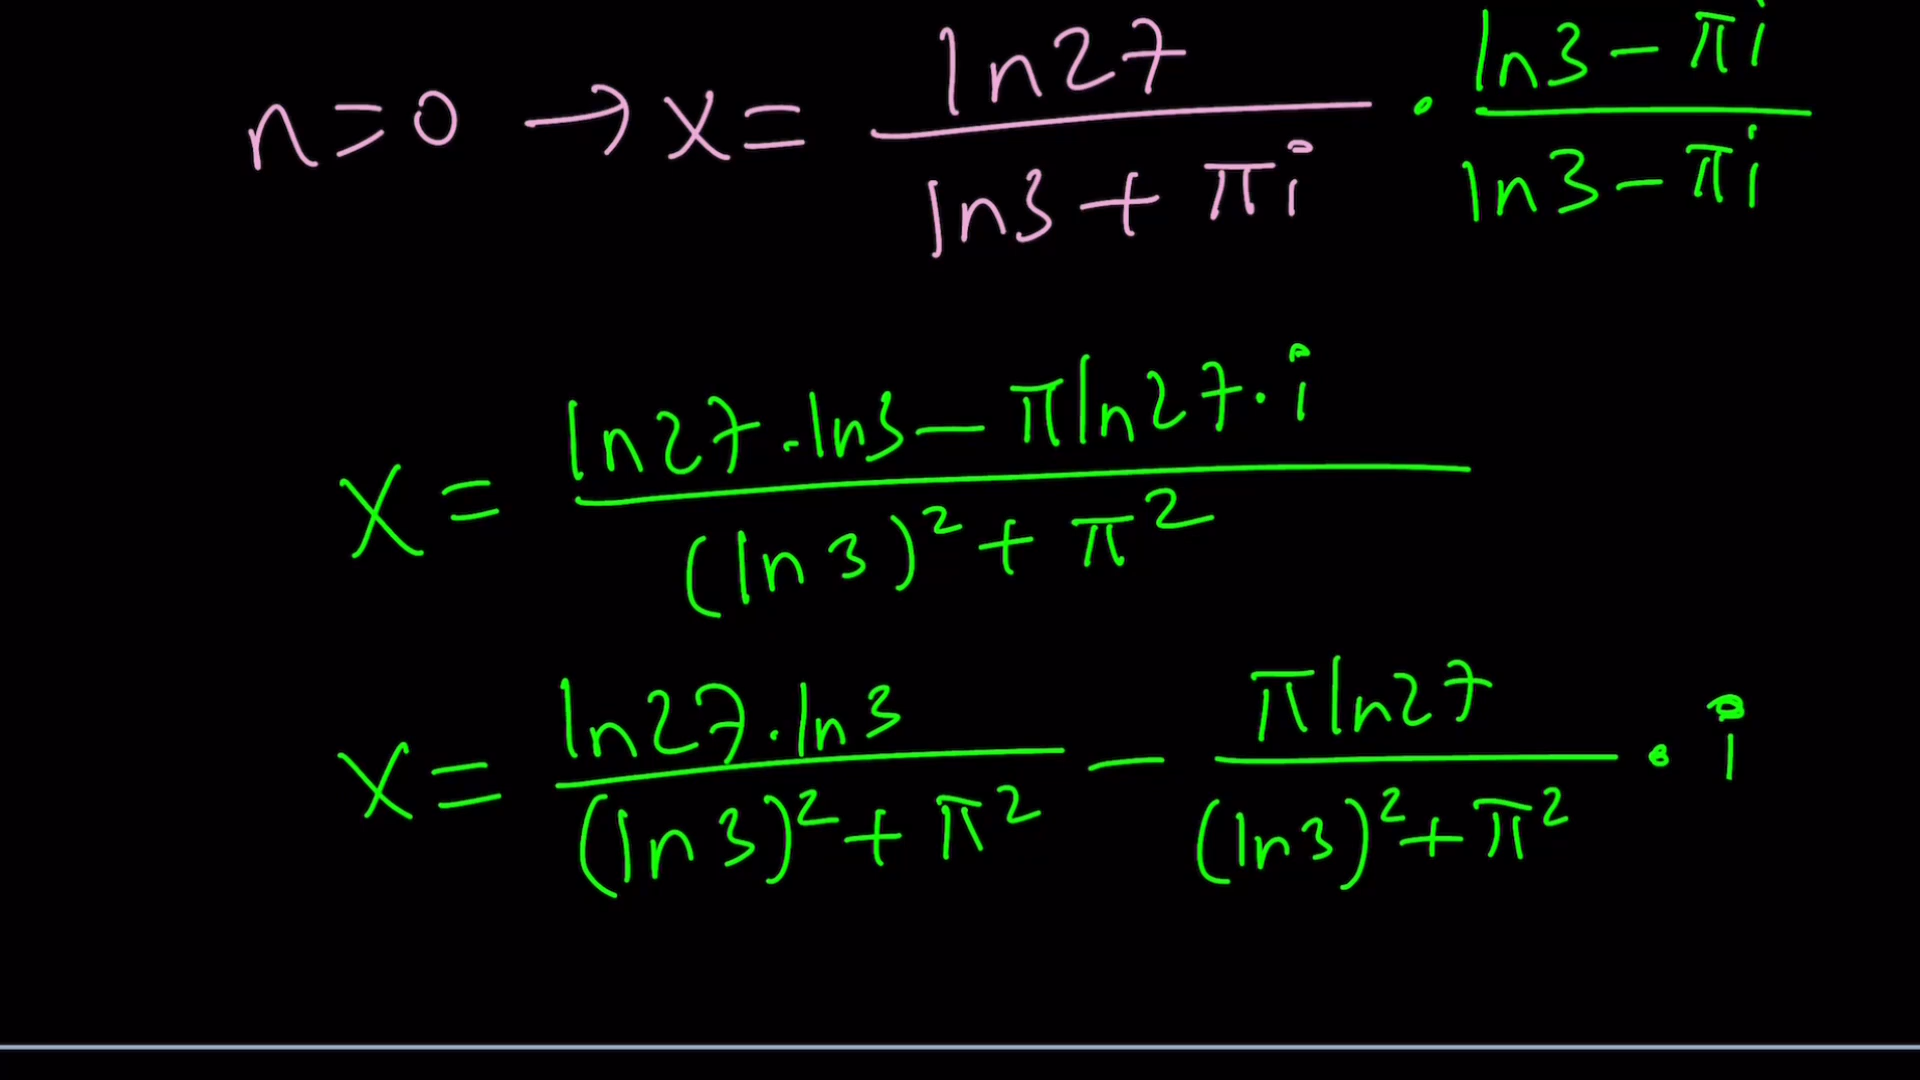 n=0 → x = ln27 / (ln3 + πi) · (ln3 − πi) / (ln3 − πi)
x = (ln27·ln3 − πln27·i) / ((ln3)² + π²)
x = ln27·ln3 / ((ln3)² + π²) − πln27 / ((ln3)² + π²) · i